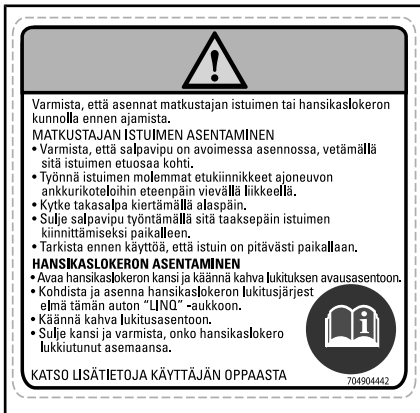 Varmista, että asennat matkustajan istuimen tai hansikaslokeron
kunnolla ennen ajamista.
MATKUSTAJAN ISTUIMEN ASENTAMINEN
• Varmista, että salpavipu on avoimessa asennossa, vetämällä
sitä istuimen etuosaa kohti.
• Työnnä istuimen molemmat etukiinnikkeet ajoneuvon
ankkurikoteloihin eteenpäin vievällä liikkeellä.
• Kytke takasalpa kiertämällä alaspäin.
• Sulje salpavipu työntämällä sitä taaksepäin istuimen
kiinnittämiseksi paikalleen.
• Tarkista ennen käyttöä, että istuin on pitävästi paikallaan.
HANSIKASLOKERON ASENTAMINEN
• Avaa hansikaslokeron kansi ja käännä kahva lukituksen avausasentoon.
• Kohdista ja asenna hansikaslokeron lukitusjärjest
elmä tämän auton "LINQ" -aukkoon.
• Käännä kahva lukitusasentoon.
• Sulje kansi ja varmista, onko hansikaslokero
lukkiutunut asemaansa.
KATSO LISÄTIETOJA KÄYTTÄJÄN OPPAASTA
704904442